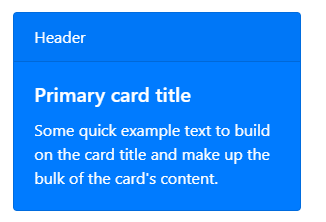 Header
Primary card title
Some quick example text to build
on the card title and make up the
bulk of the card's content.